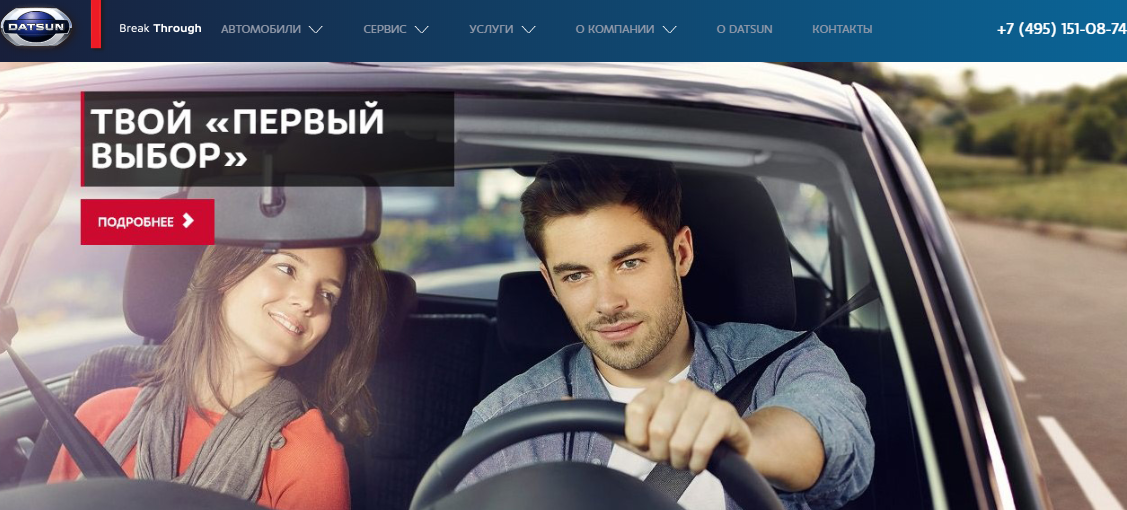 DATSUN
Break Through
АВТОМОБИЛИ
СЕРВИС
УСЛУГИ
О КОМПАНИИ
О DATSUN
КОНТАКТЫ
+7 (495) 151-08-74
ТВОЙ «ПЕРВЫЙ
ВЫБОР»
ПОДРОБНЕЕ